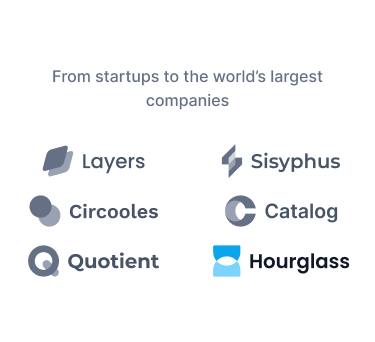 From startups to the world’s largest
companies
Layers
Sisyphus
Circooles
Catalog
Quotient
Hourglass